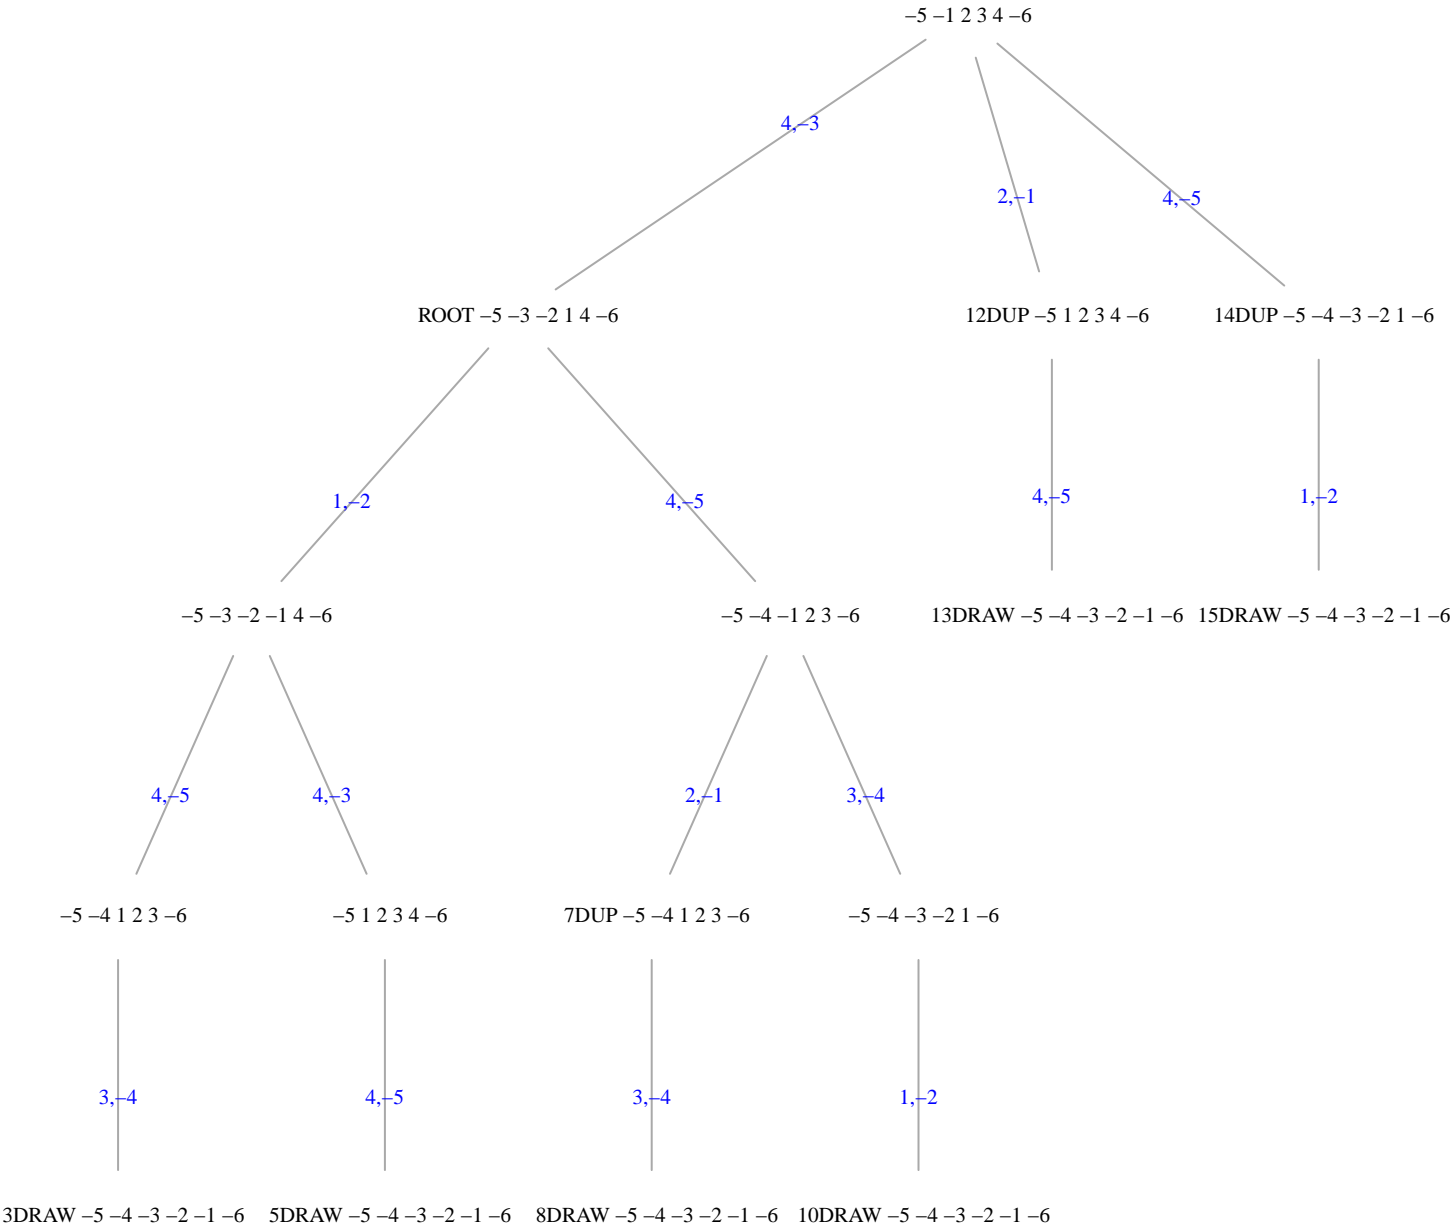 −5 −1 2 3 4 −6
4,−3
2,−1
4,−5
ROOT −5 −3 −2 1 4 −6
12DUP −5 1 2 3 4 −6
14DUP −5 −4 −3 −2 1 −6
1,−2
4,−5
4,−5
1,−2
−5 −3 −2 −1 4 −6
−5 −4 −1 2 3 −6
13DRAW −5 −4 −3 −2 −1 −6
15DRAW −5 −4 −3 −2 −1 −6
4,−5
4,−3
2,−1
3,−4
−5 −4 1 2 3 −6
−5 1 2 3 4 −6
7DUP −5 −4 1 2 3 −6
−5 −4 −3 −2 1 −6
3,−4
4,−5
3,−4
1,−2
3DRAW −5 −4 −3 −2 −1 −6
5DRAW −5 −4 −3 −2 −1 −6
8DRAW −5 −4 −3 −2 −1 −6
10DRAW −5 −4 −3 −2 −1 −6